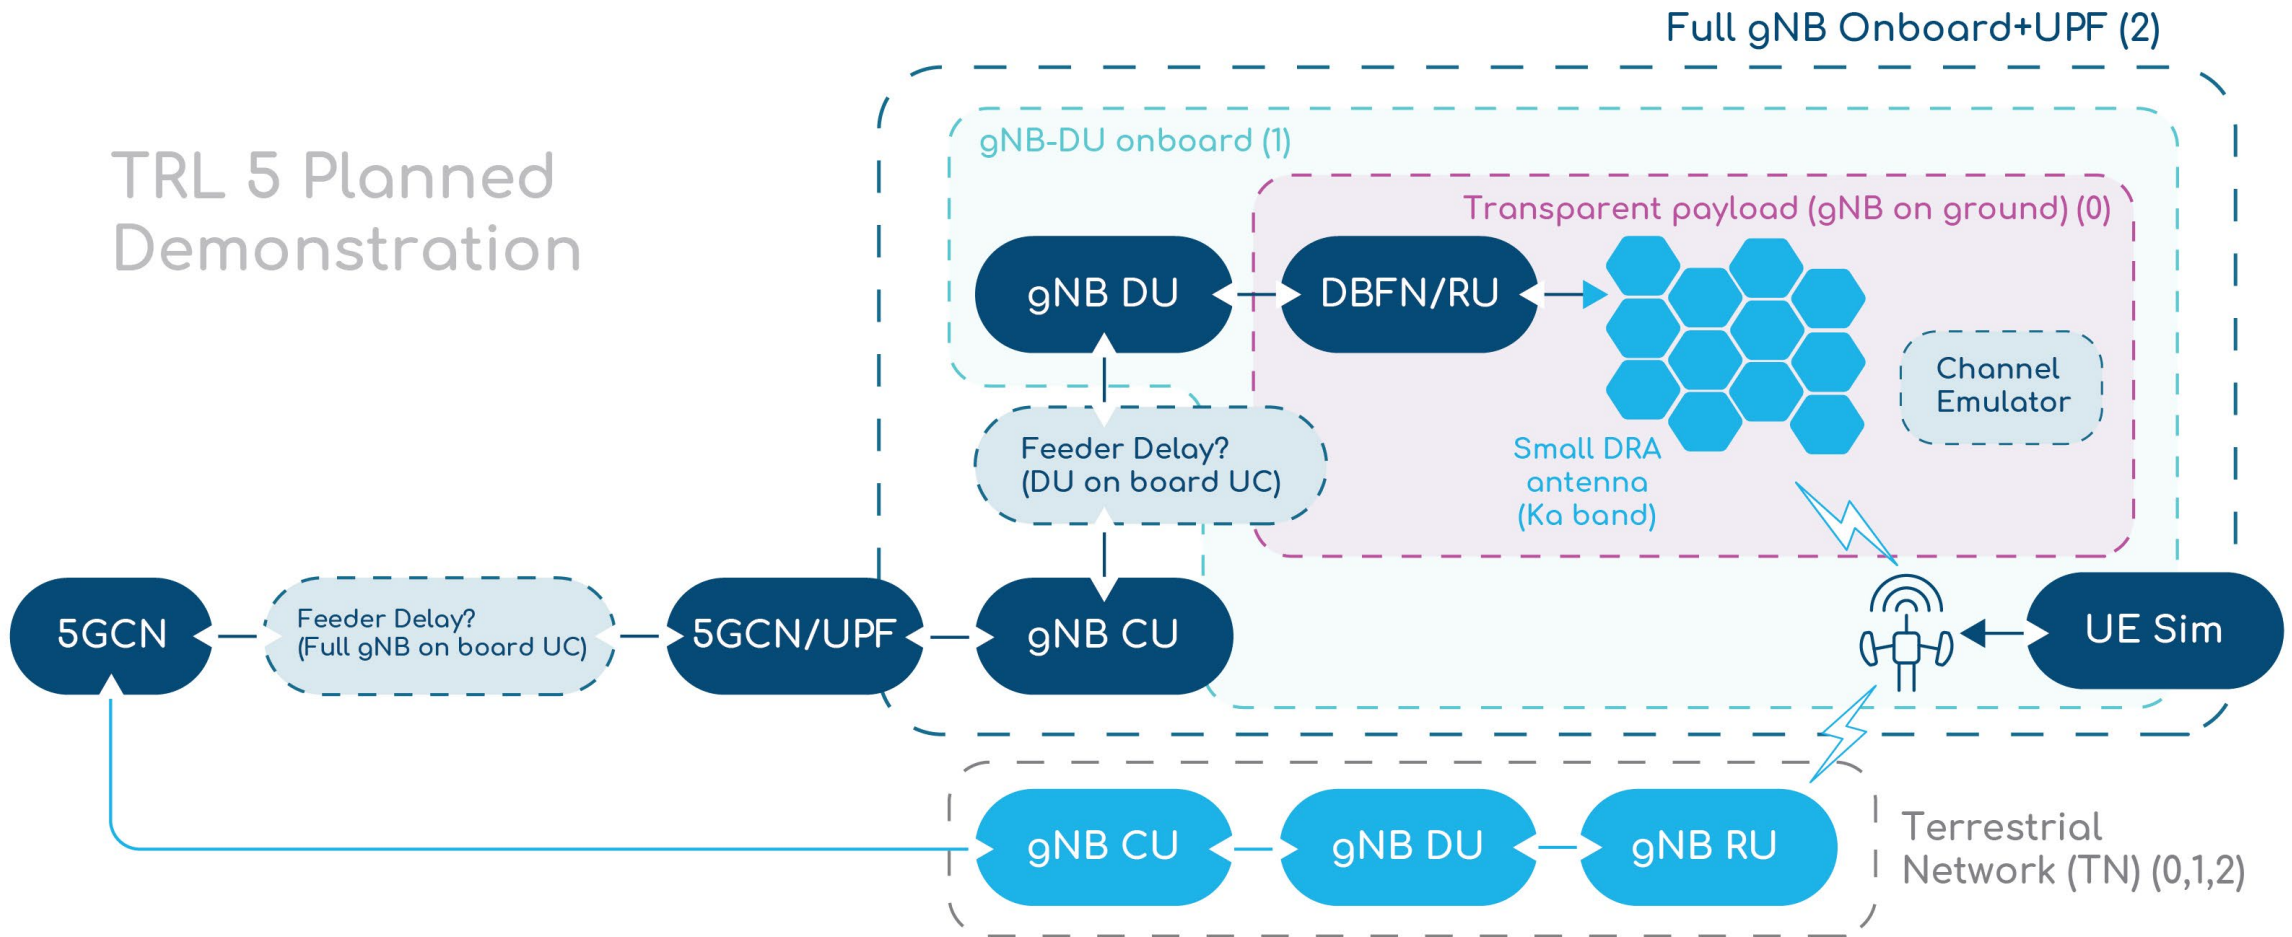 Full gNB Onboard+UPF (2)
TRL 5 Planned
Demonstration
gNB-DU onboard (1)
Transparent payload (gNB on ground) (0)
gNB DU
DBFN/RU
Channel
Emulator
Small DRA
antenna
(Ka band)
Feeder Delay?
(DU on board UC)
5GCN
Feeder Delay?
(Full gNB on board UC)
5GCN/UPF
gNB CU
UE Sim
gNB CU
gNB DU
gNB RU
Terrestrial
Network (TN) (0,1,2)